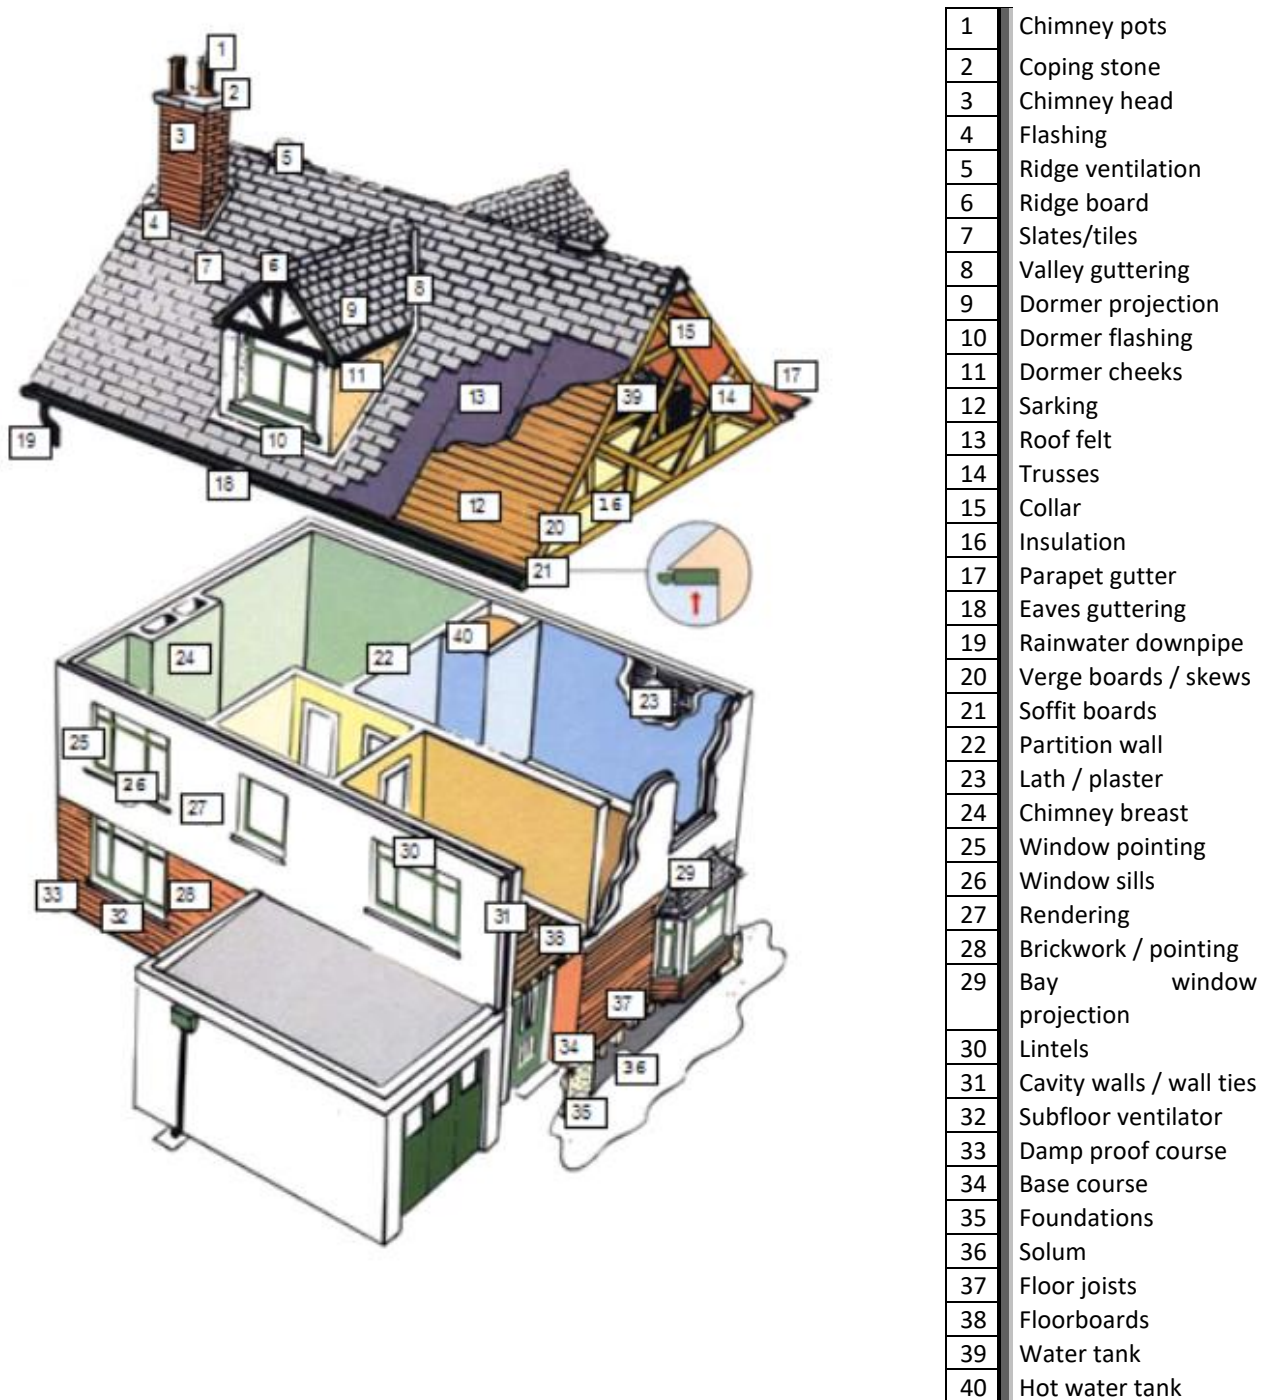 1
2
3
5
4
7
6
8
9
15
11
13
39
14
17
19
10
18
12
16
20
21
40
24
22
23
25
26
27
30
29
33
32
28
31
38
37
34
36
35
1 Chimney pots
2 Coping stone
3 Chimney head
4 Flashing
5 Ridge ventilation
6 Ridge board
7 Slates/tiles
8 Valley guttering
9 Dormer projection
10 Dormer flashing
11 Dormer cheeks
12 Sarking
13 Roof felt
14 Trusses
15 Collar
16 Insulation
17 Parapet gutter
18 Eaves guttering
19 Rainwater downpipe
20 Verge boards / skews
21 Soffit boards
22 Partition wall
23 Lath / plaster
24 Chimney breast
25 Window pointing
26 Window sills
27 Rendering
28 Brickwork / pointing
29 Bay window
projection
30 Lintels
31 Cavity walls / wall ties
32 Subfloor ventilator
33 Damp proof course
34 Base course
35 Foundations
36 Solum
37 Floor joists
38 Floorboards
39 Water tank
40 Hot water tank